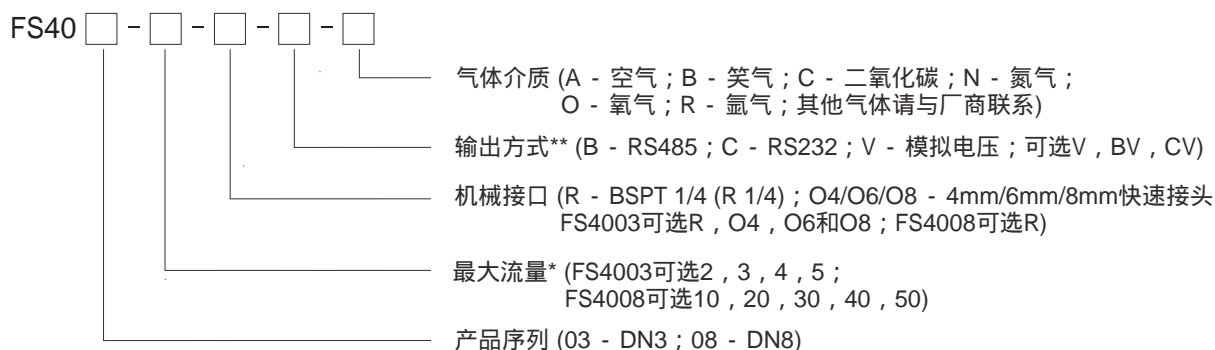 FS40 □ - □ - □ - □ - □
气体介质 (A - 空气；B - 笑气；C - 二氧化碳；N - 氮气；
O - 氧气；R - 氩气；其他气体请与厂商联系)
输出方式** (B - RS485；C - RS232；V - 模拟电压；可选V，BV，CV)
机械接口 (R - BSPT 1/4 (R 1/4)；O4/O6/O8 - 4mm/6mm/8mm快速接头
FS4003可选R，O4，O6和O8；FS4008可选R)
最大流量* (FS4003可选2，3，4，5；
FS4008可选10，20，30，40，50)
产品序列 (03 - DN3；08 - DN8)